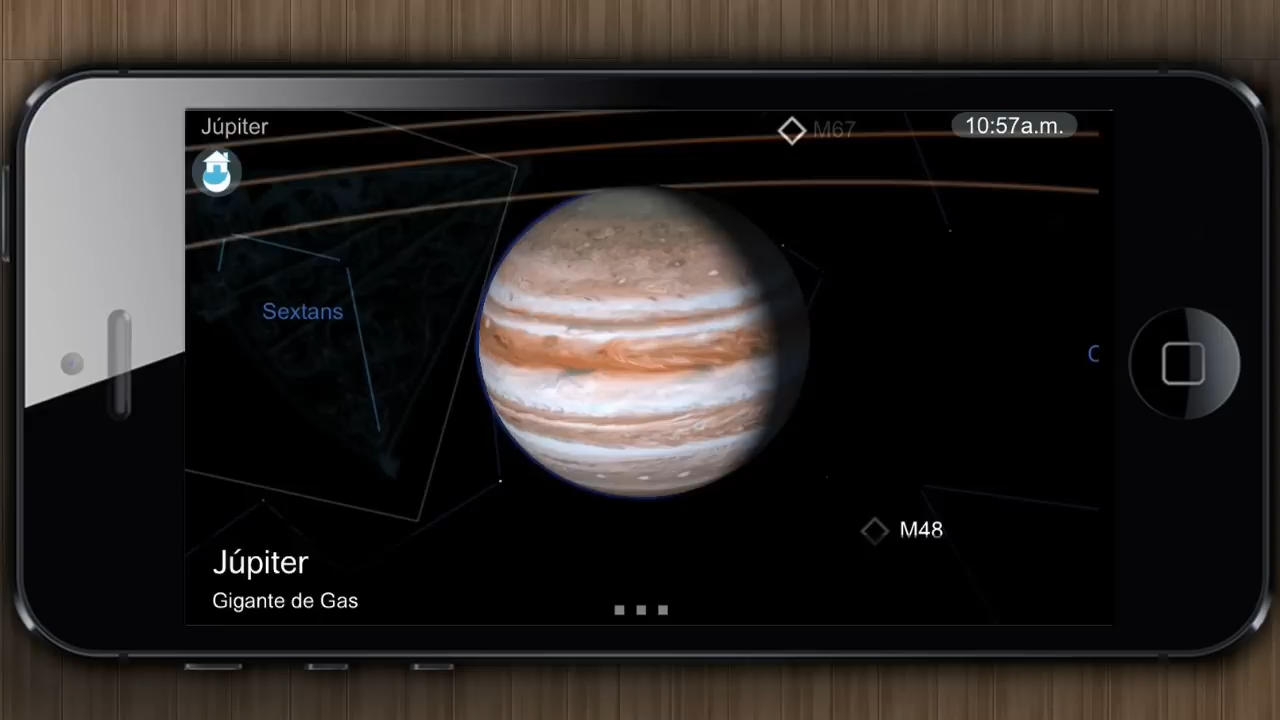 Júpiter
M67
10:57a.m.
Sextans
C
M48
Júpiter
Gigante de Gas